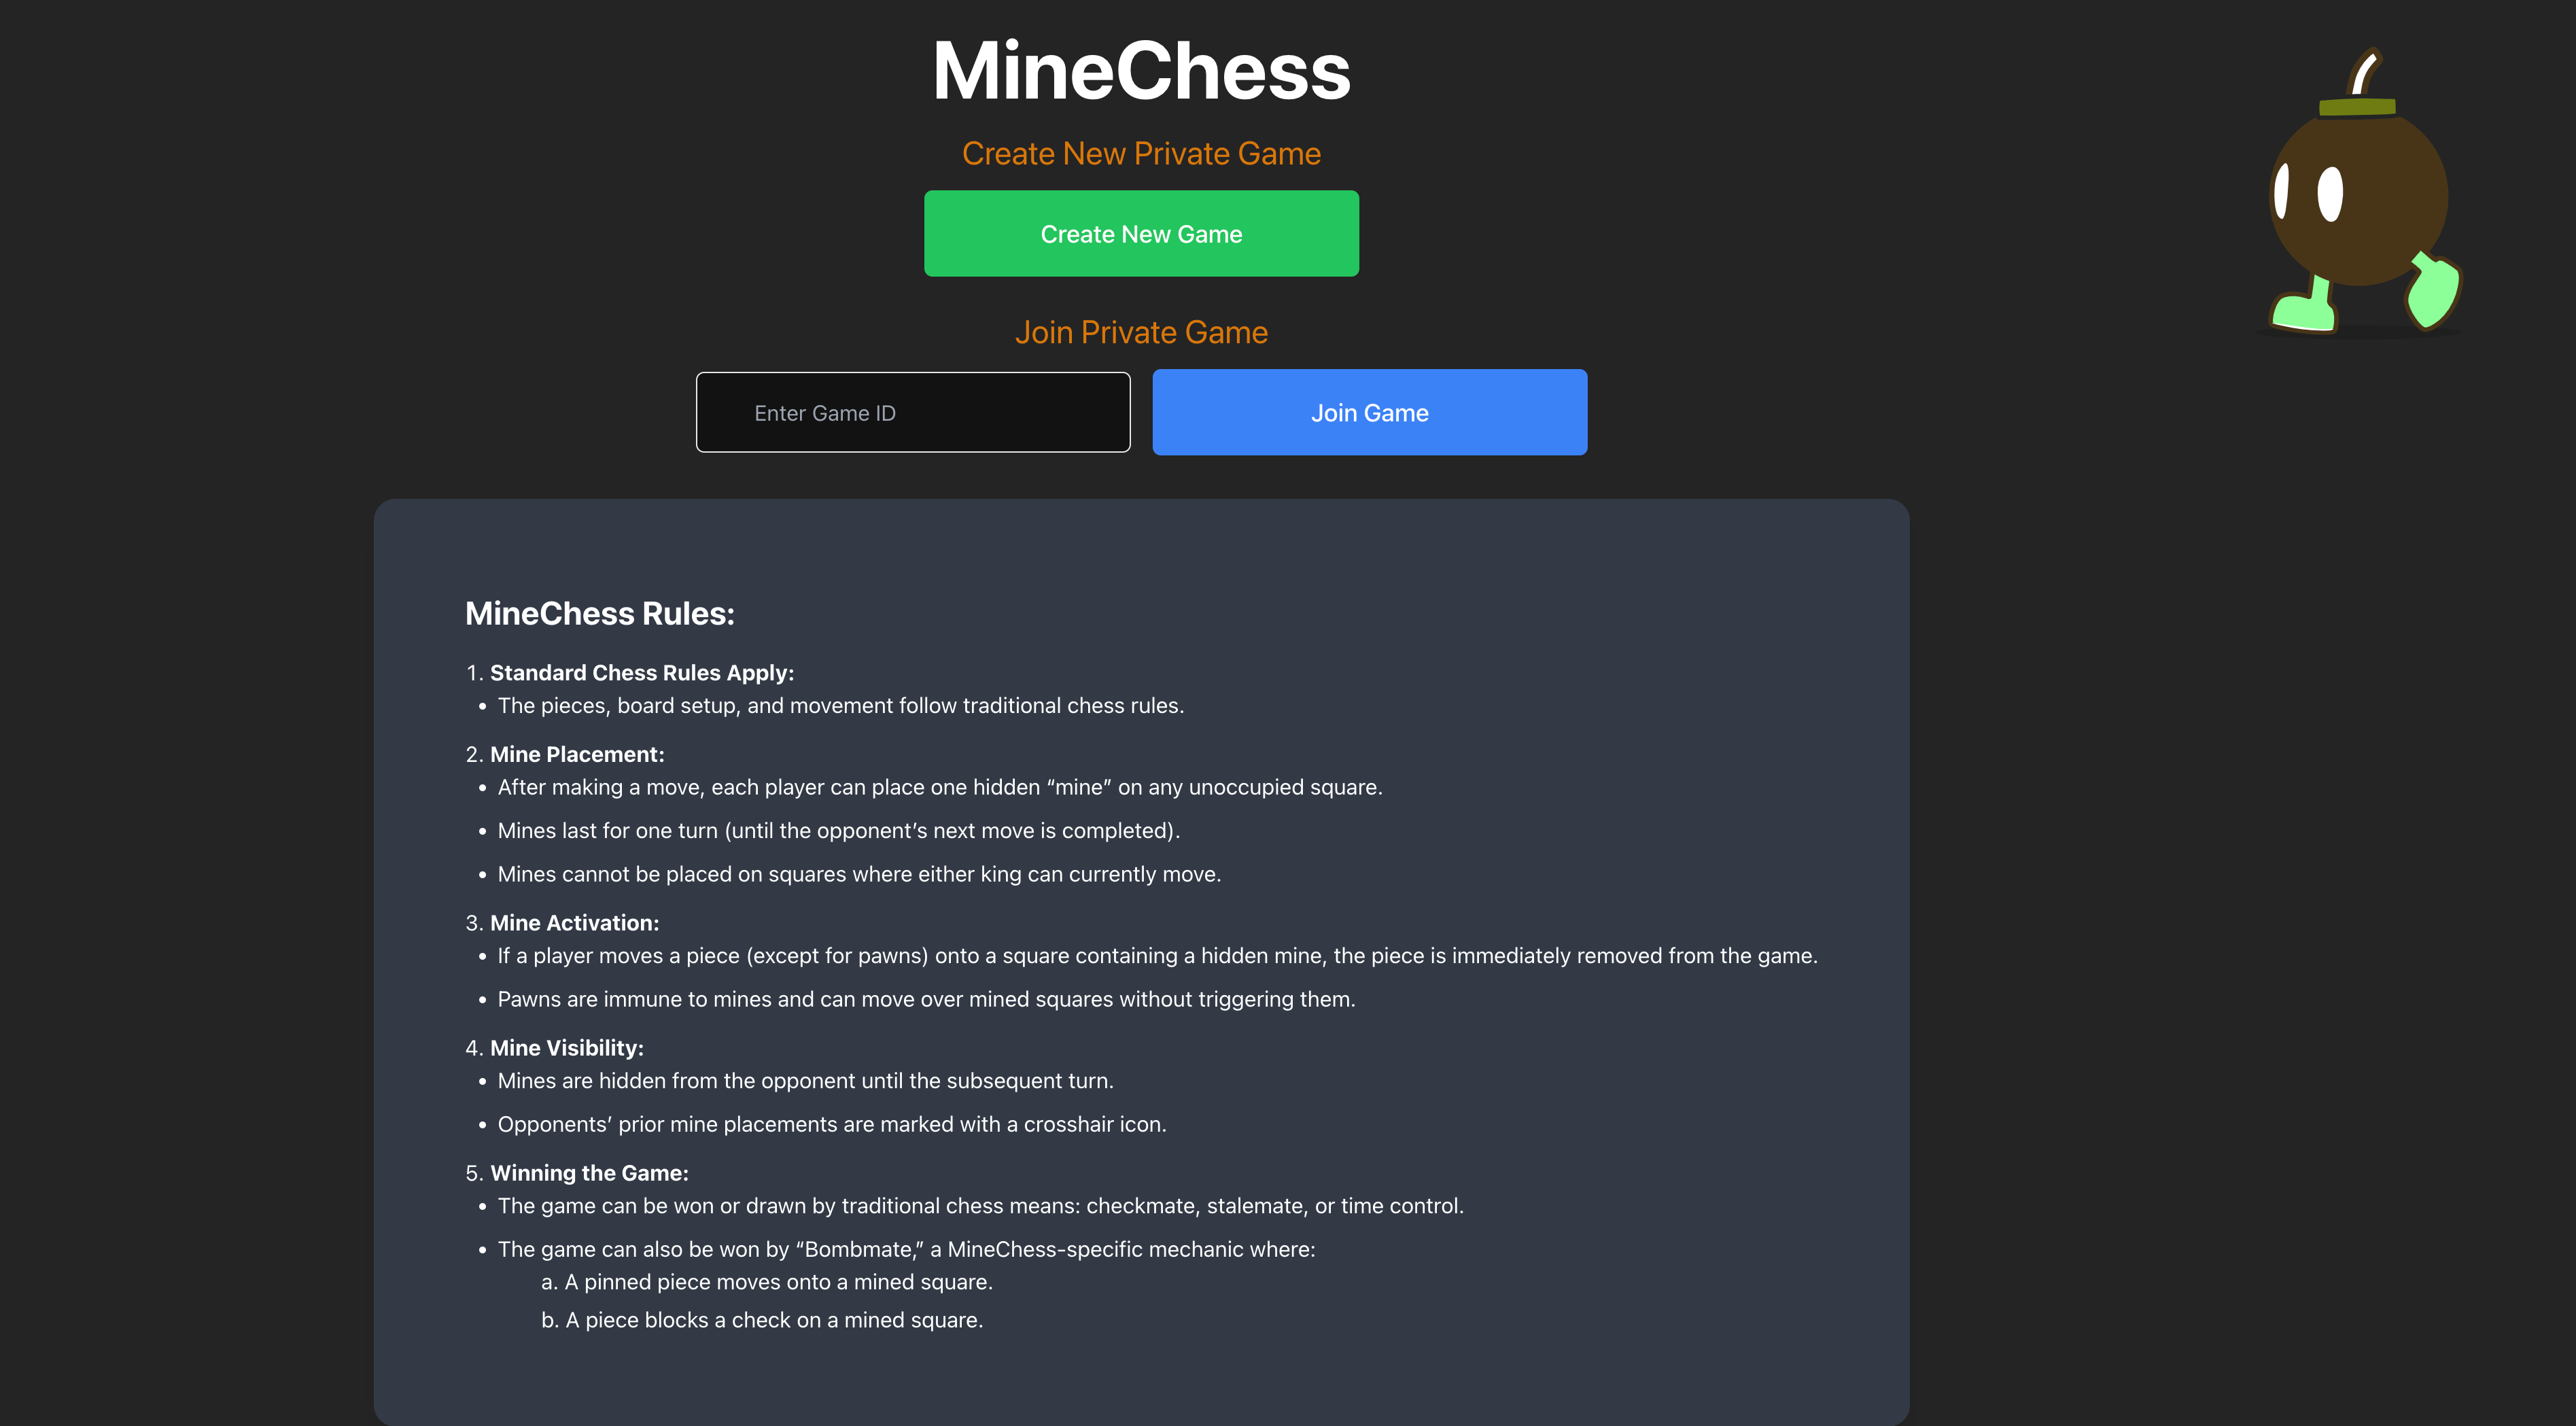 MineChess
Create New Private Game
Create New Game
Join Private Game
Enter Game ID
Join Game
MineChess Rules:
1. Standard Chess Rules Apply:
• The pieces, board setup, and movement follow traditional chess rules.
2. Mine Placement:
• After making a move, each player can place one hidden “mine” on any unoccupied square.
• Mines last for one turn (until the opponent’s next move is completed).
• Mines cannot be placed on squares where either king can currently move.
3. Mine Activation:
• If a player moves a piece (except for pawns) onto a square containing a hidden mine, the piece is immediately removed from the game.
• Pawns are immune to mines and can move over mined squares without triggering them.
4. Mine Visibility:
• Mines are hidden from the opponent until the subsequent turn.
• Opponents’ prior mine placements are marked with a crosshair icon.
5. Winning the Game:
• The game can be won or drawn by traditional chess means: checkmate, stalemate, or time control.
• The game can also be won by “Bombmate,” a MineChess-specific mechanic where:
a. A pinned piece moves onto a mined square.
b. A piece blocks a check on a mined square.